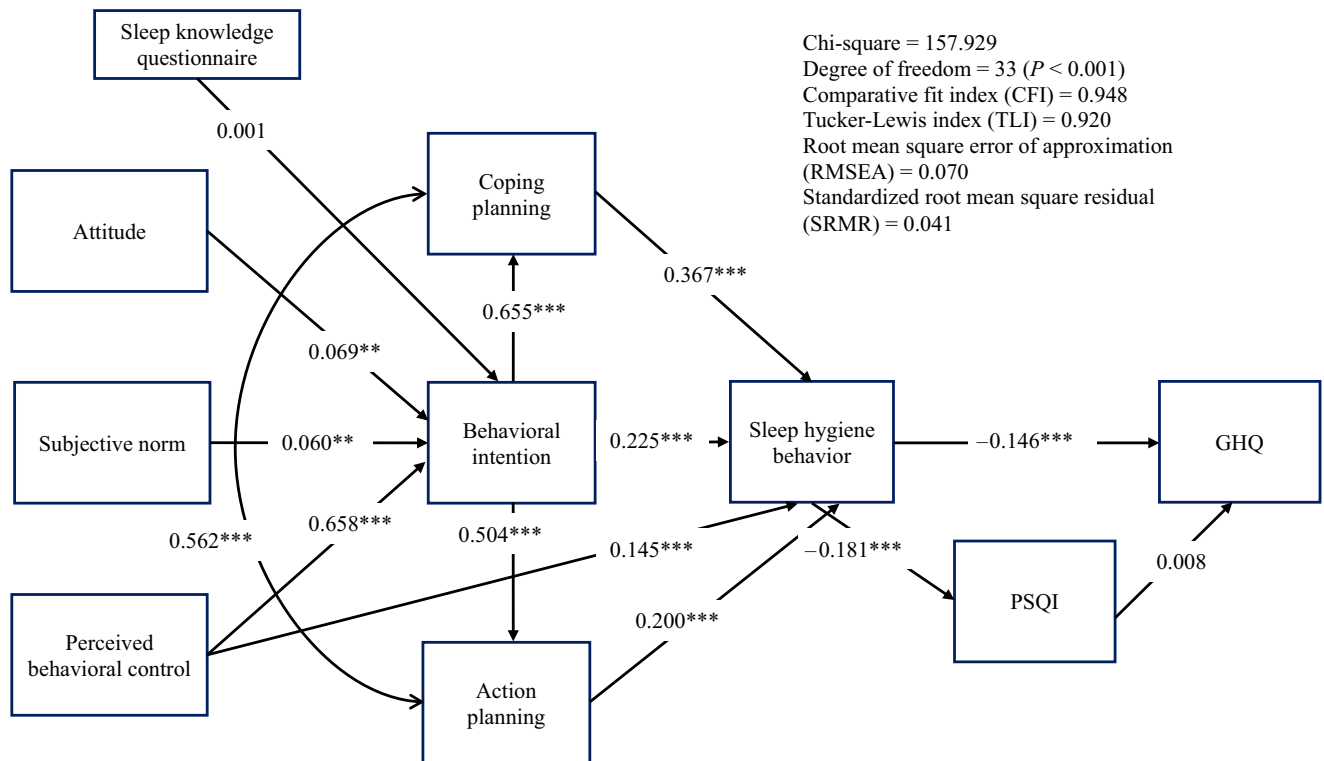 Sleep knowledge
questionnaire
Chi-square = 157.929
Degree of freedom = 33 (P < 0.001)
Comparative fit index (CFI) = 0.948
Tucker-Lewis index (TLI) = 0.920
Root mean square error of approximation
(RMSEA) = 0.070
Standardized root mean square residual
(SRMR) = 0.041
0.001
Coping
planning
Attitude
0.367***
0.655***
0.069**
Subjective norm
0.060**
Behavioral
intention
0.225***
Sleep hygiene
behavior
−0.146***
GHQ
0.562***
0.658***
0.504***
0.145***
−0.181***
0.008
PSQI
0.200***
Perceived
behavioral control
Action
planning